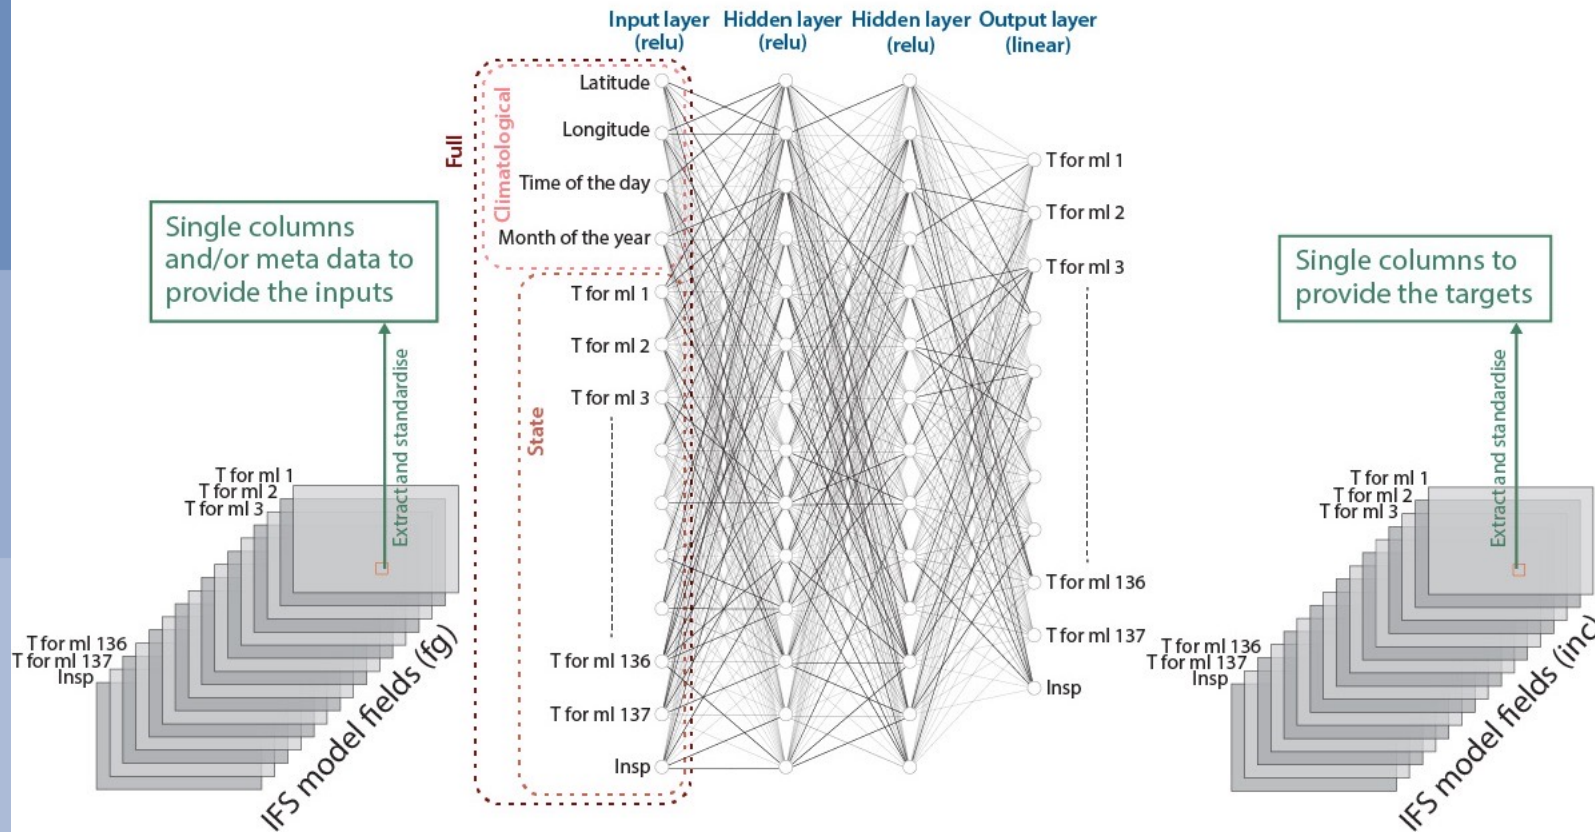 Input layer
(relu)
Hidden layer
(relu)
Hidden layer
(relu)
Output layer
(linear)
Full
Climatological
State
Latitude
Longitude
Time of the day
Month of the year
T for ml 1
T for ml 2
T for ml 3
T for ml 136
T for ml 137
lnsp
T for ml 1
T for ml 2
T for ml 3
T for ml 136
T for ml 137
lnsp
Single columns
and/or meta data to
provide the inputs
Extract and standardise
T for ml 1
T for ml 2
T for ml 3
T for ml 136
T for ml 137
lnsp
IFS model fields (fg)
Single columns to
provide the targets
Extract and standardise
T for ml 1
T for ml 2
T for ml 3
T for ml 136
T for ml 137
lnsp
IFS model fields (inc)